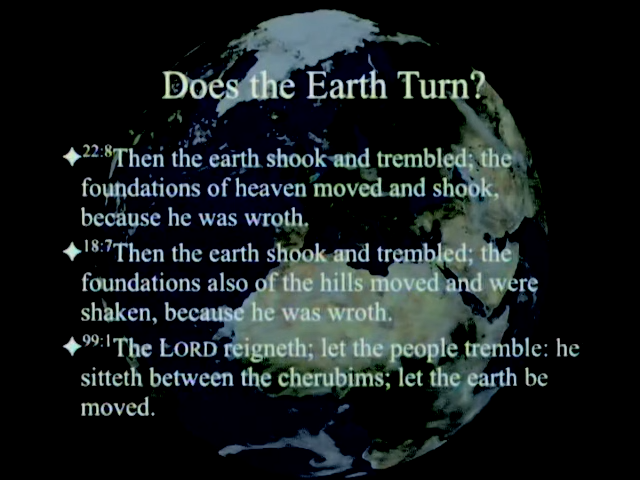 Does the Earth Turn?
22:8Then the earth shook and trembled; the
foundations of heaven moved and shook,
because he was wroth.
18:7Then the earth shook and trembled; the
foundations also of the hills moved and were
shaken, because he was wroth.
99:1The LORD reigneth; let the people tremble: he
sitteth between the cherubims; let the earth be
moved.